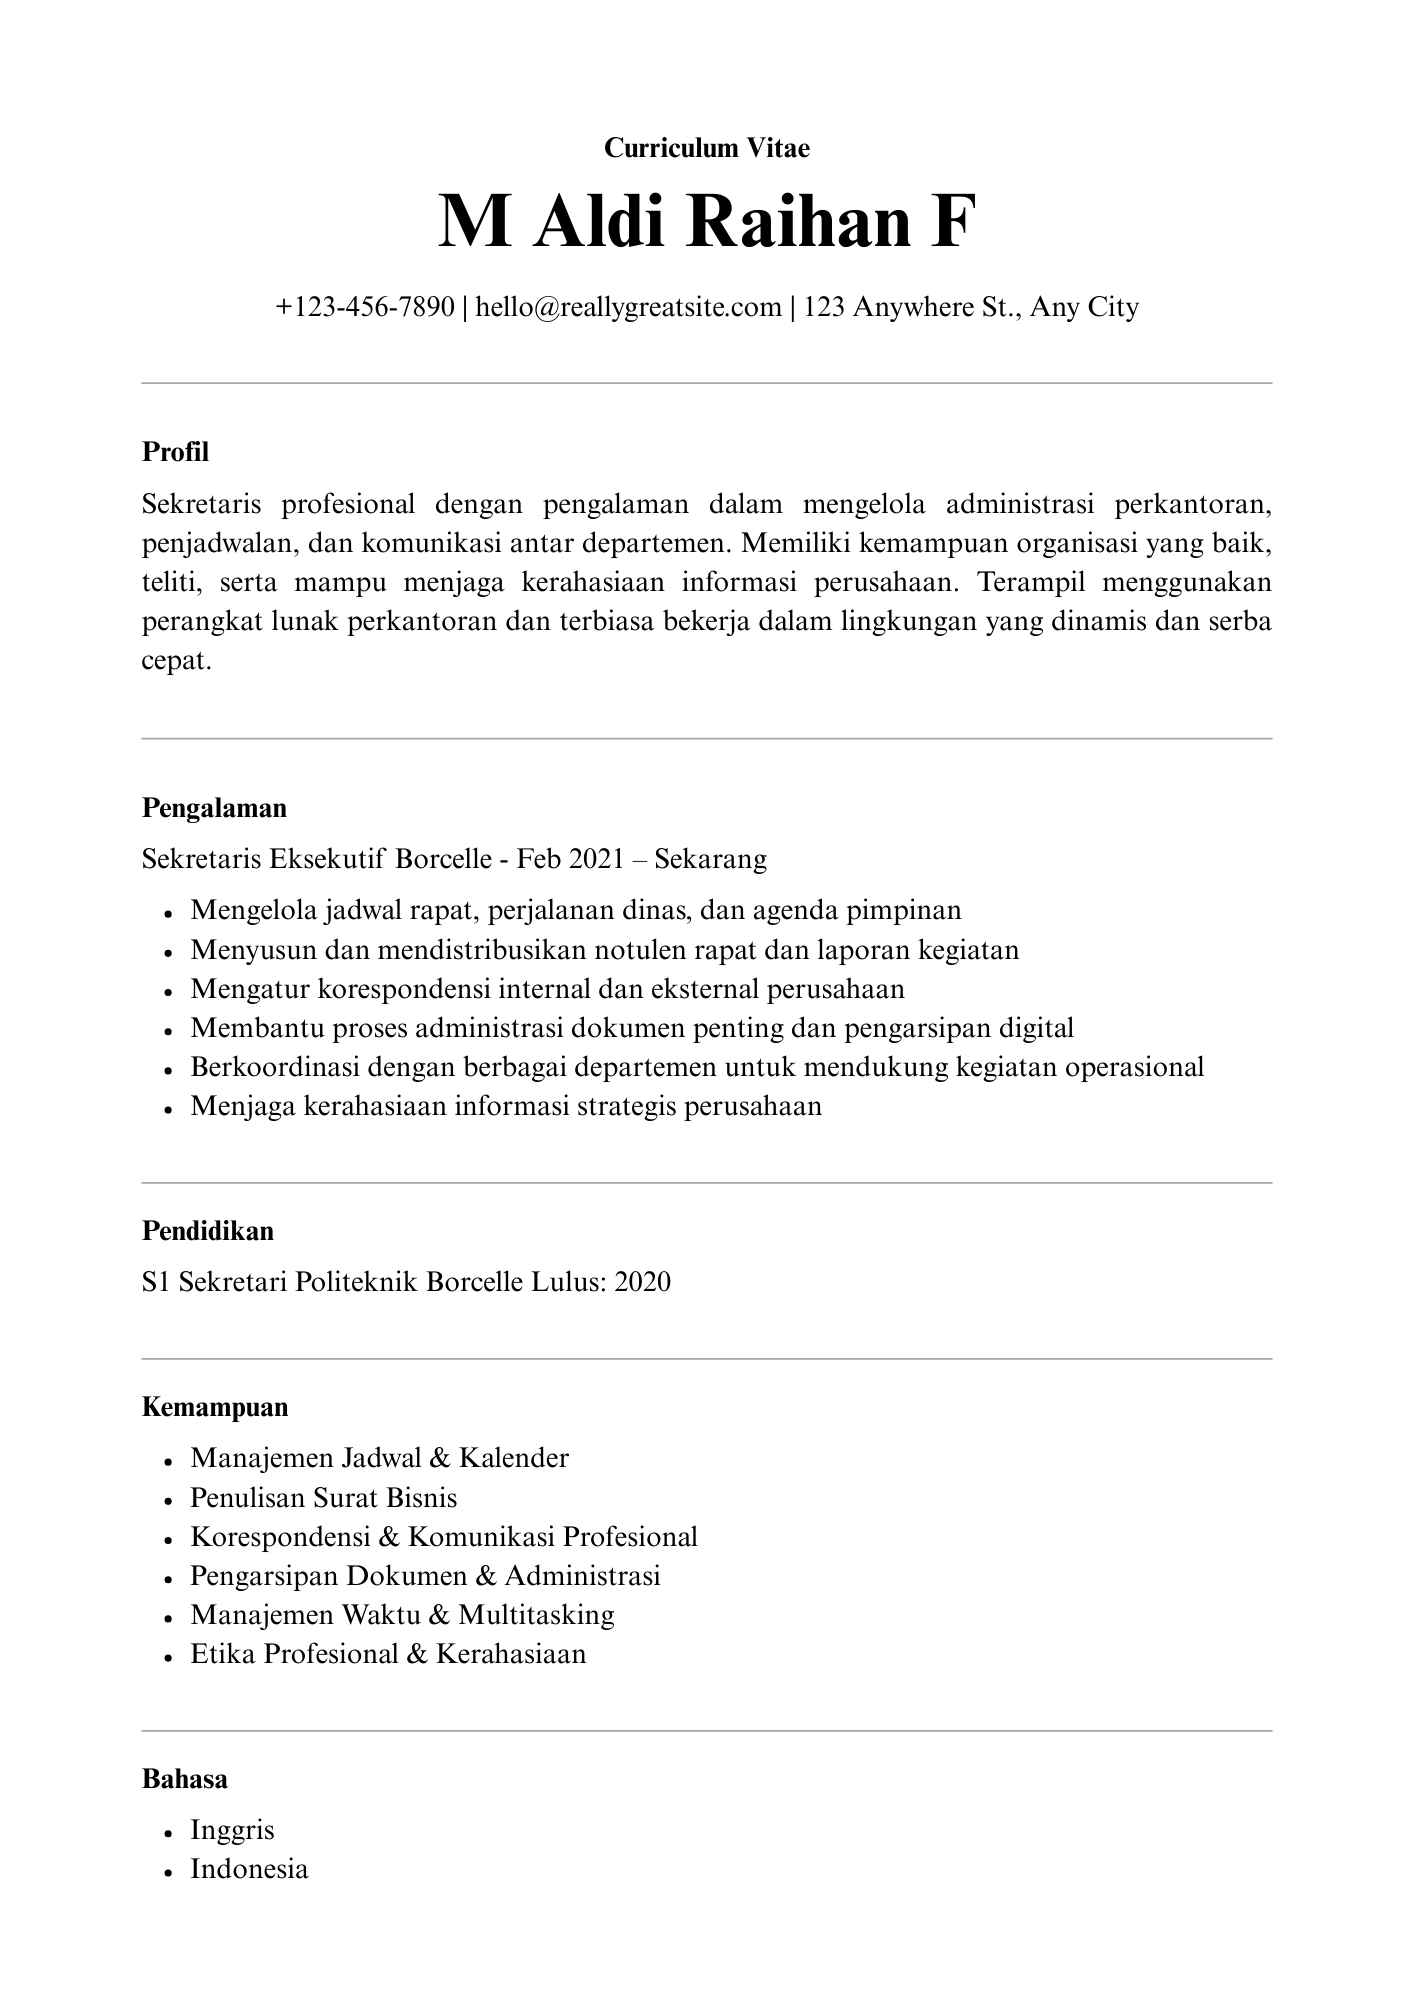 Curriculum Vitae
M Aldi Raihan F
+123-456-7890 | hello@reallygreatsite.com | 123 Anywhere St., Any City
Profil
Sekretaris profesional dengan pengalaman dalam mengelola administrasi perkantoran,
penjadwalan, dan komunikasi antar departemen. Memiliki kemampuan organisasi yang baik,
teliti, serta mampu menjaga kerahasiaan informasi perusahaan. Terampil menggunakan
perangkat lunak perkantoran dan terbiasa bekerja dalam lingkungan yang dinamis dan serba
cepat.
Pengalaman
Sekretaris Eksekutif Borcelle - Feb 2021 – Sekarang
• Mengelola jadwal rapat, perjalanan dinas, dan agenda pimpinan
• Menyusun dan mendistribusikan notulen rapat dan laporan kegiatan
• Mengatur korespondensi internal dan eksternal perusahaan
• Membantu proses administrasi dokumen penting dan pengarsipan digital
• Berkoordinasi dengan berbagai departemen untuk mendukung kegiatan operasional
• Menjaga kerahasiaan informasi strategis perusahaan
Pendidikan
S1 Sekretari Politeknik Borcelle Lulus: 2020
Kemampuan
• Manajemen Jadwal & Kalender
• Penulisan Surat Bisnis
• Korespondensi & Komunikasi Profesional
• Pengarsipan Dokumen & Administrasi
• Manajemen Waktu & Multitasking
• Etika Profesional & Kerahasiaan
Bahasa
• Inggris
• Indonesia